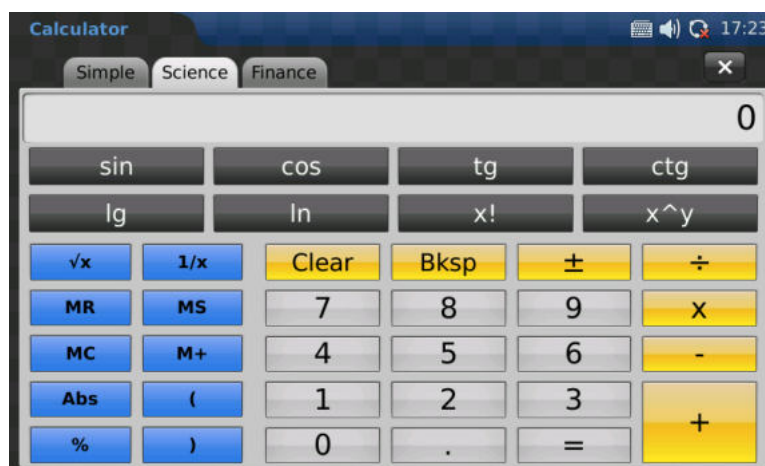 Calculator 17:23
Simple Science Finance ×
0
sin cos tg ctg
lg ln x! x^y
√x 1/x Clear Bksp ± ÷
MR MS 7 8 9 x
MC M+ 4 5 6 -
Abs ( 1 2 3 +
% ) 0 . =